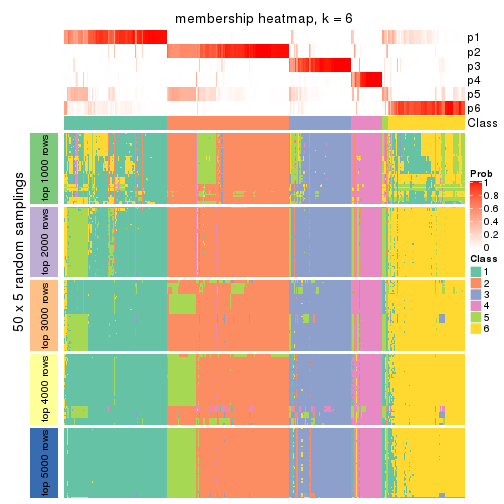 membership heatmap, k = 6
p1
p2
p3
p4
p5
p6
Class
50 x 5 random samplings
top 1000 rows
top 2000 rows
top 3000 rows
top 4000 rows
top 5000 rows
Prob
1
0.8
0.6
0.4
0.2
0
Class
1
2
3
4
5
6